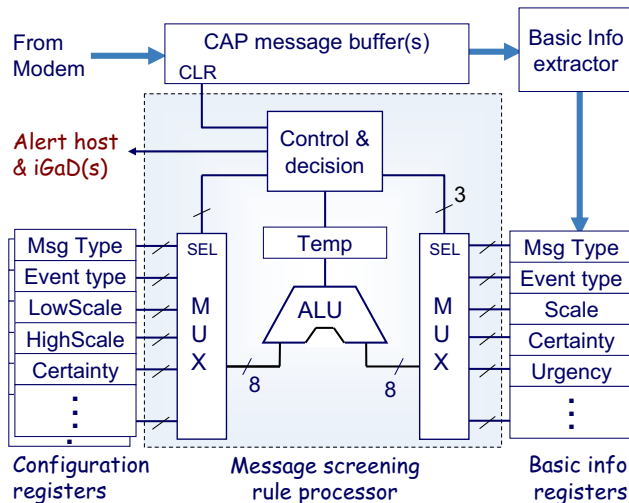 From
Modem
CAP message buffer(s)
CLR
Basic Info
extractor
Alert host
& iGaD(s)
Control &
decision
3
Msg Type
Event type
LowScale
HighScale
Certainty
SEL
MUX
Temp
ALU
8
8
SEL
MUX
Msg Type
Event type
Scale
Certainty
Urgency
Configuration
registers
Message screening
rule processor
Basic info
registers